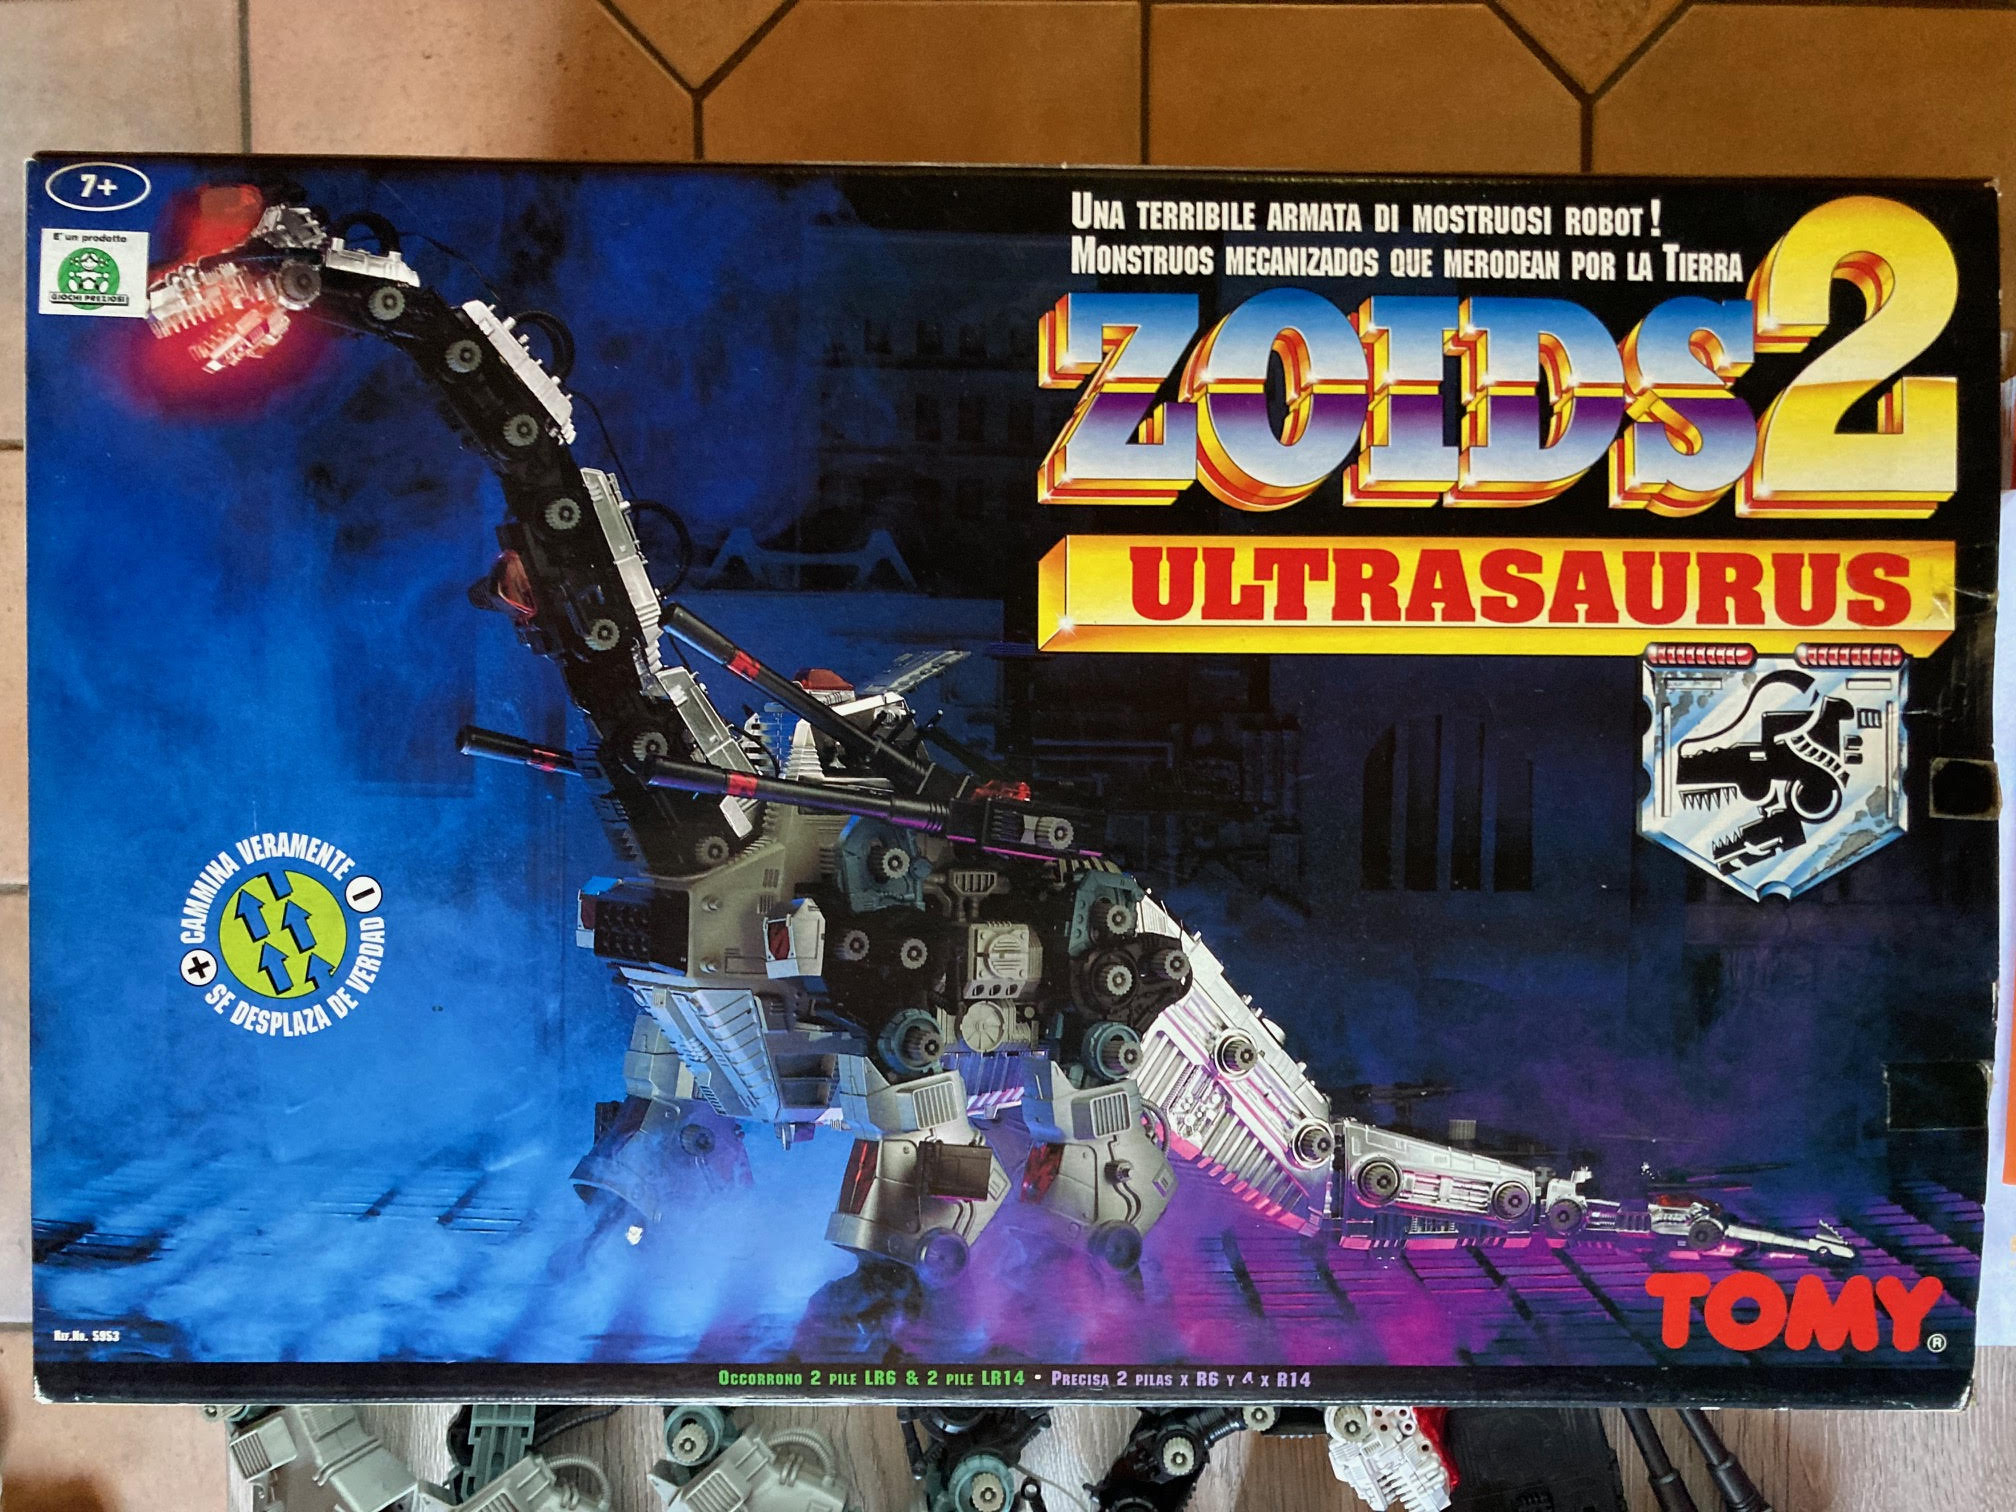 7+
E' un prodotto
GIOCHI PREZIOSI
UNA TERRIBILE ARMATA DI MOSTRUOSI ROBOT!
MONSTRUOS MECANIZADOS QUE MERODEAN POR LA TIERRA
ZOIDS2
ULTRASAURUS
CAMMINA VERAMENTE
SE DESPLAZA DE VERDAD
TOMY®
REF.No. 5953
OCCORRONO 2 PILE LR6 & 2 PILE LR14 - PRECISA 2 PILAS X R6 Y 4 X R14